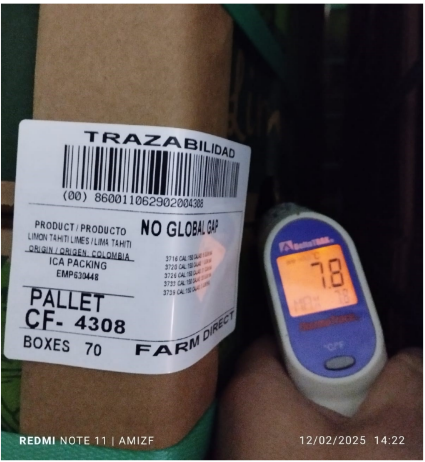 TRAZABILIDAD
(00) 860011062902004308
PRODUCT / PRODUCTO
NO GLOBAL GAP
LIMON TAHITI LIMES / LIMA TAHITI
ORIGIN / ORIGEN COLOMBIA
ICA PACKING
EMP630448
PALLET
CF- 4308
BOXES 70
FARM DIRECT
7.8
°C/°F
REDMI NOTE 11 | AMIZF
12/02/2025 14:22